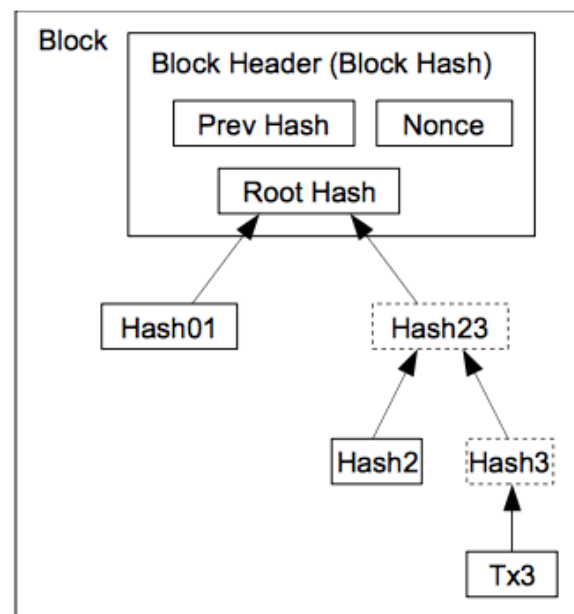 Block
Block Header (Block Hash)
Prev Hash
Nonce
Root Hash
Hash01
Hash23
Hash2
Hash3
Tx3